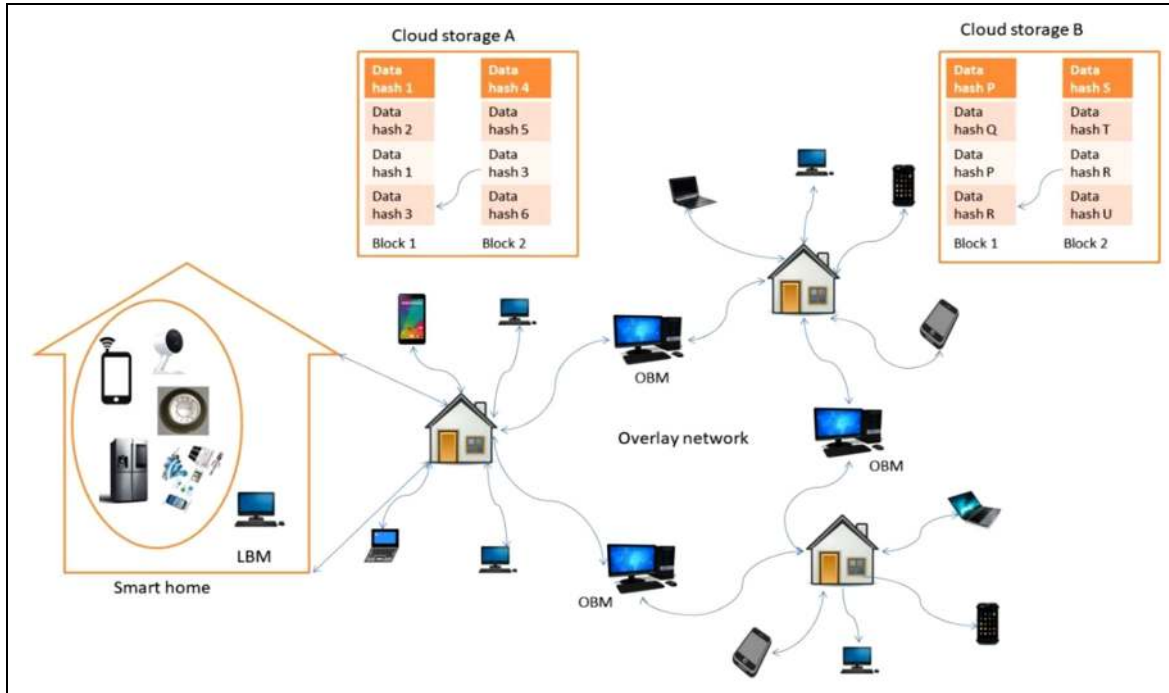 Cloud storage A
Data
hash 1
Data
hash 4
Data
hash 2
Data
hash 5
Data
hash 1
Data
hash 3
Data
hash 3
Data
hash 6
Block 1
Block 2
Cloud storage B
Data
hash P
Data
hash S
Data
hash Q
Data
hash T
Data
hash P
Data
hash R
Data
hash R
Data
hash U
Block 1
Block 2
OBM
Overlay network
OBM
LBM
Smart home
OBM